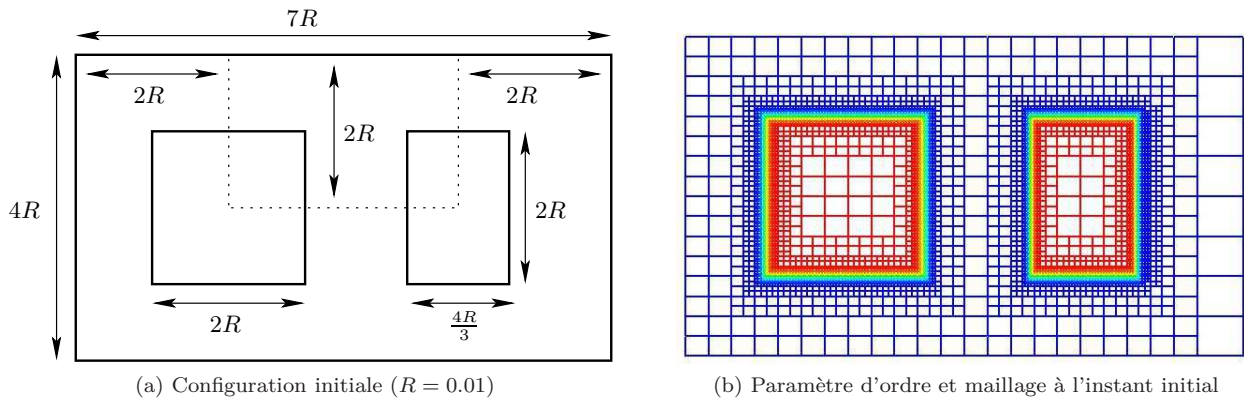 7R
2R
2R
2R
4R
2R
2R
4R/3
(a) Configuration initiale (R = 0.01)
(b) Paramètre d'ordre et maillage à l'instant initial